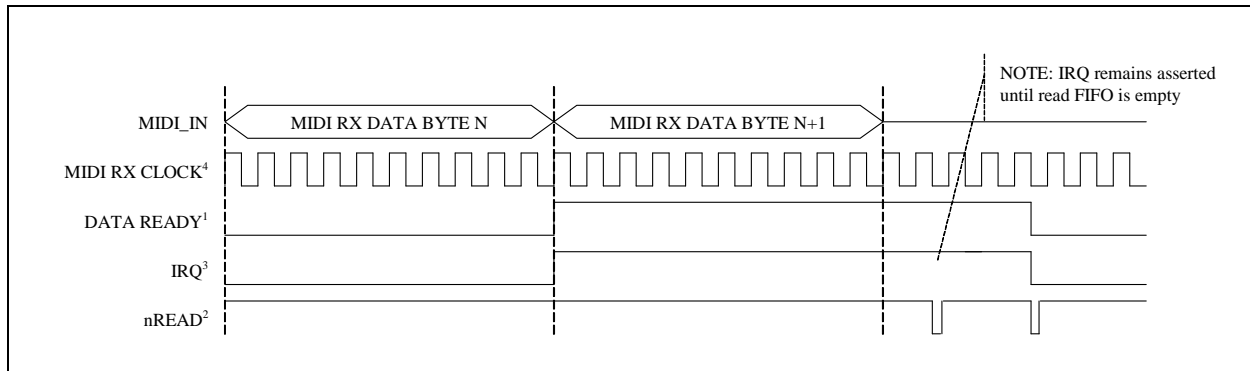 NOTE: IRQ remains asserted
until read FIFO is empty
MIDI_IN
MIDI RX DATA BYTE N
MIDI RX DATA BYTE N+1
MIDI RX CLOCK⁴
DATA READY¹
IRQ³
nREAD²